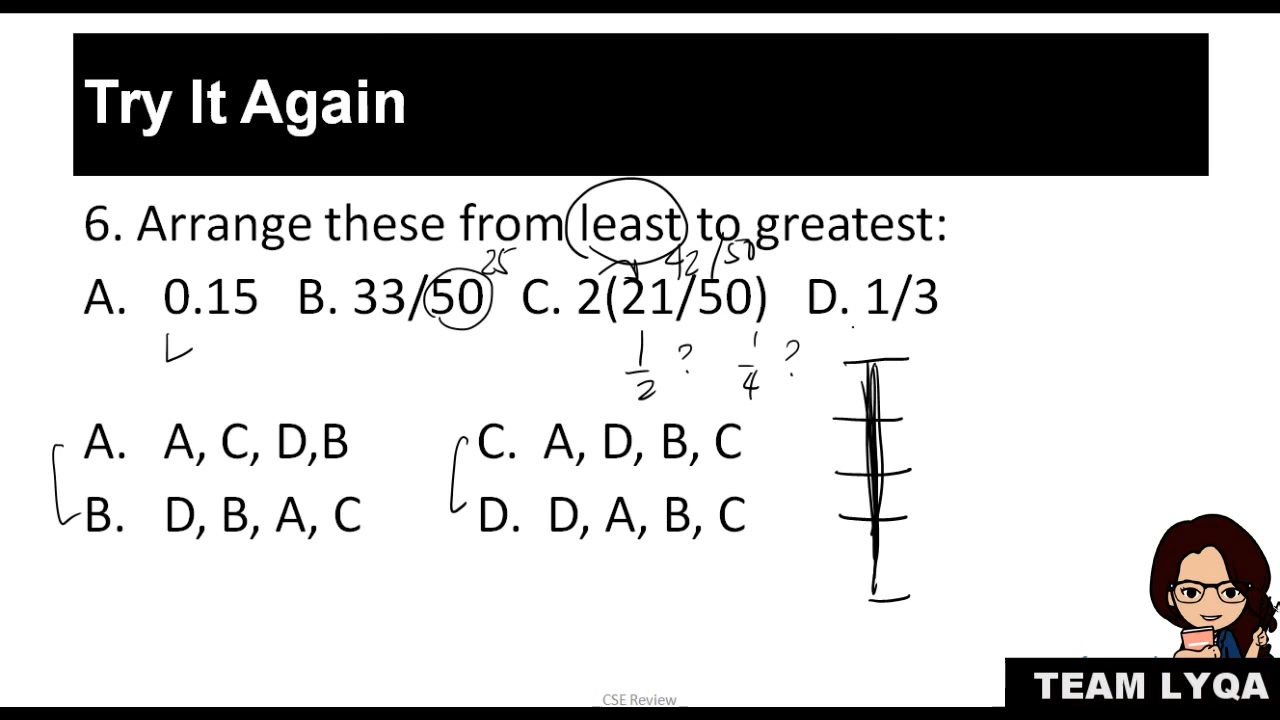 Try It Again
6. Arrange these from least to greatest:
25 42/50
A. 0.15 B. 33/50 C. 2(21/50) D. 1/3
1/2 ? 1/4 ?
A. A, C, D,B C. A, D, B, C
B. D, B, A, C D. D, A, B, C
TEAM LYQA
CSE Review